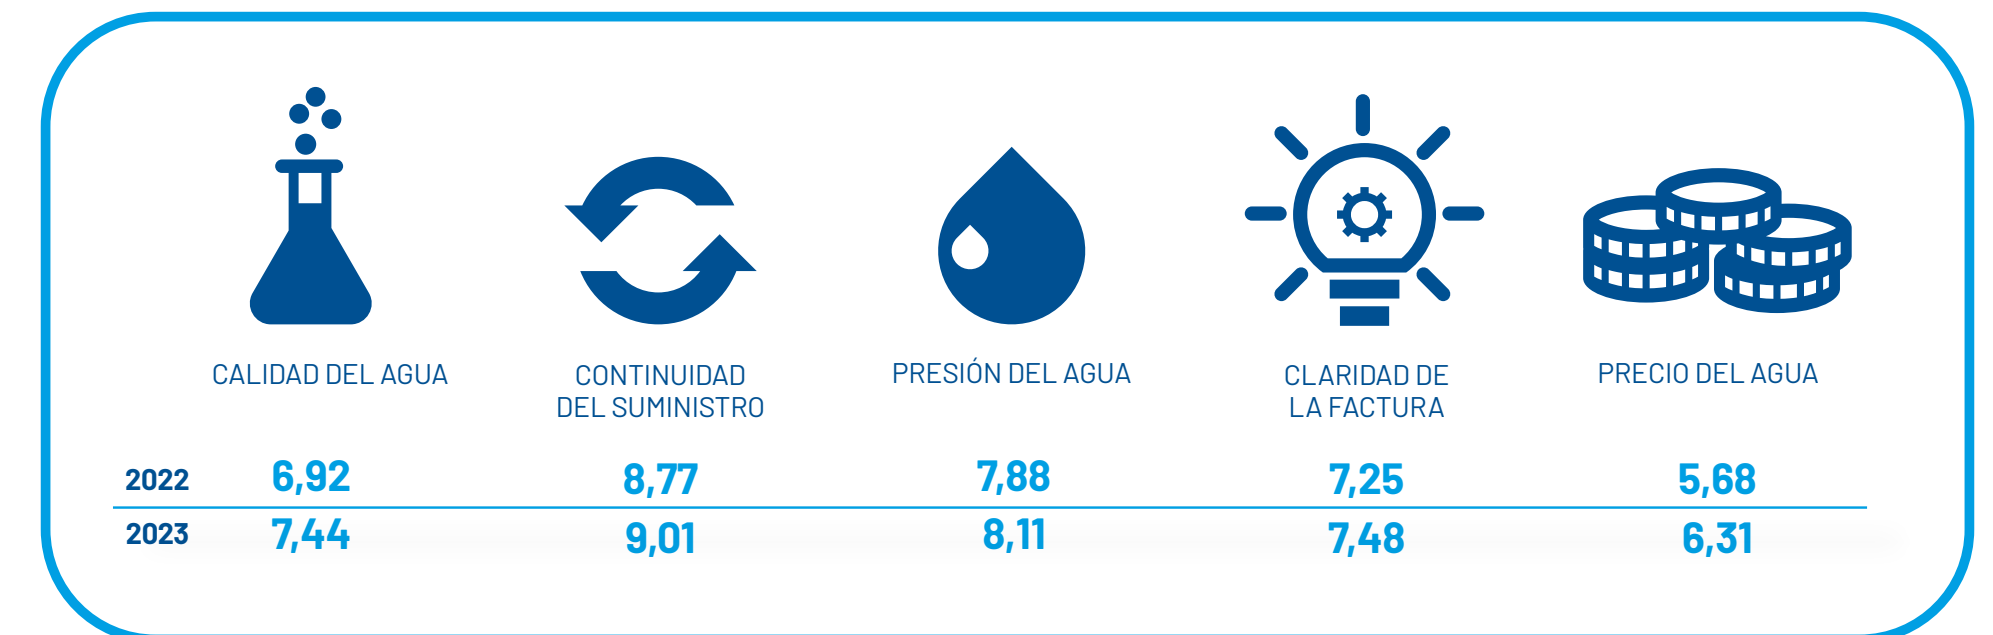 CALIDAD DEL AGUA
CONTINUIDAD
DEL SUMINISTRO
PRESIÓN DEL AGUA
CLARIDAD DE
LA FACTURA
PRECIO DEL AGUA
2022 6,92 8,77 7,88 7,25 5,68
2023 7,44 9,01 8,11 7,48 6,31